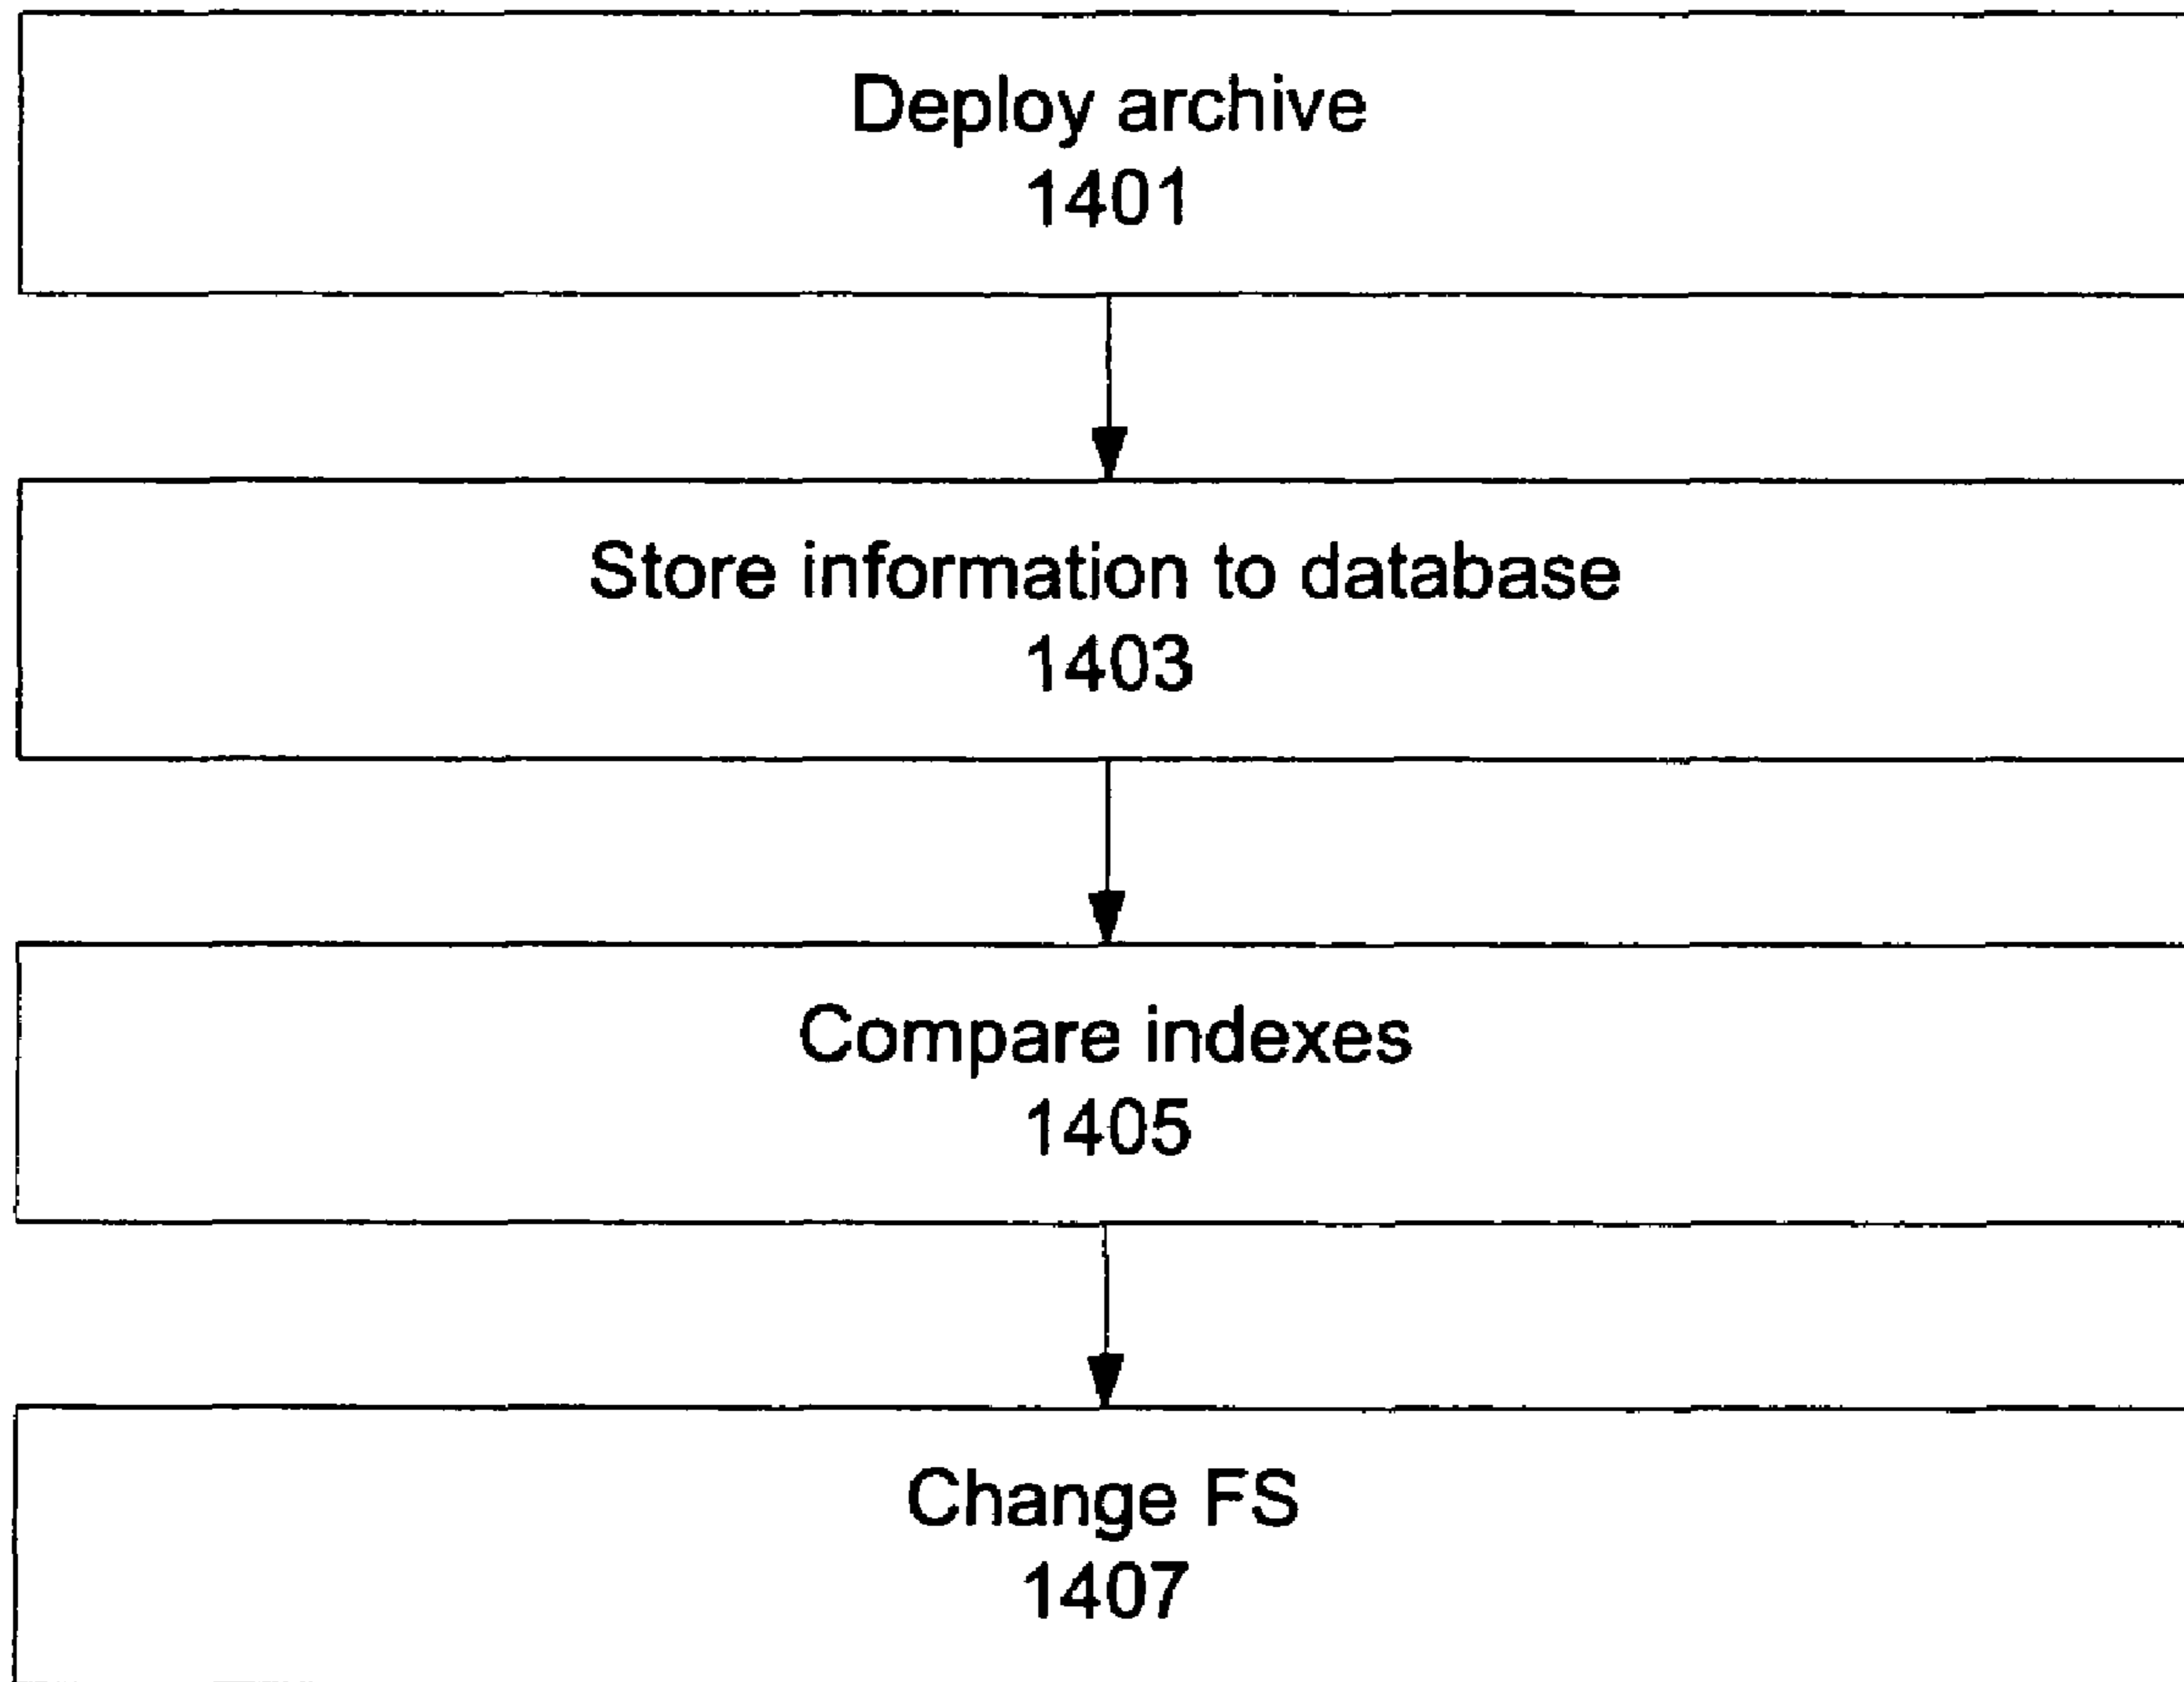 Deploy archive
1401
Store information to database
1403
Compare indexes
1405
Change FS
1407